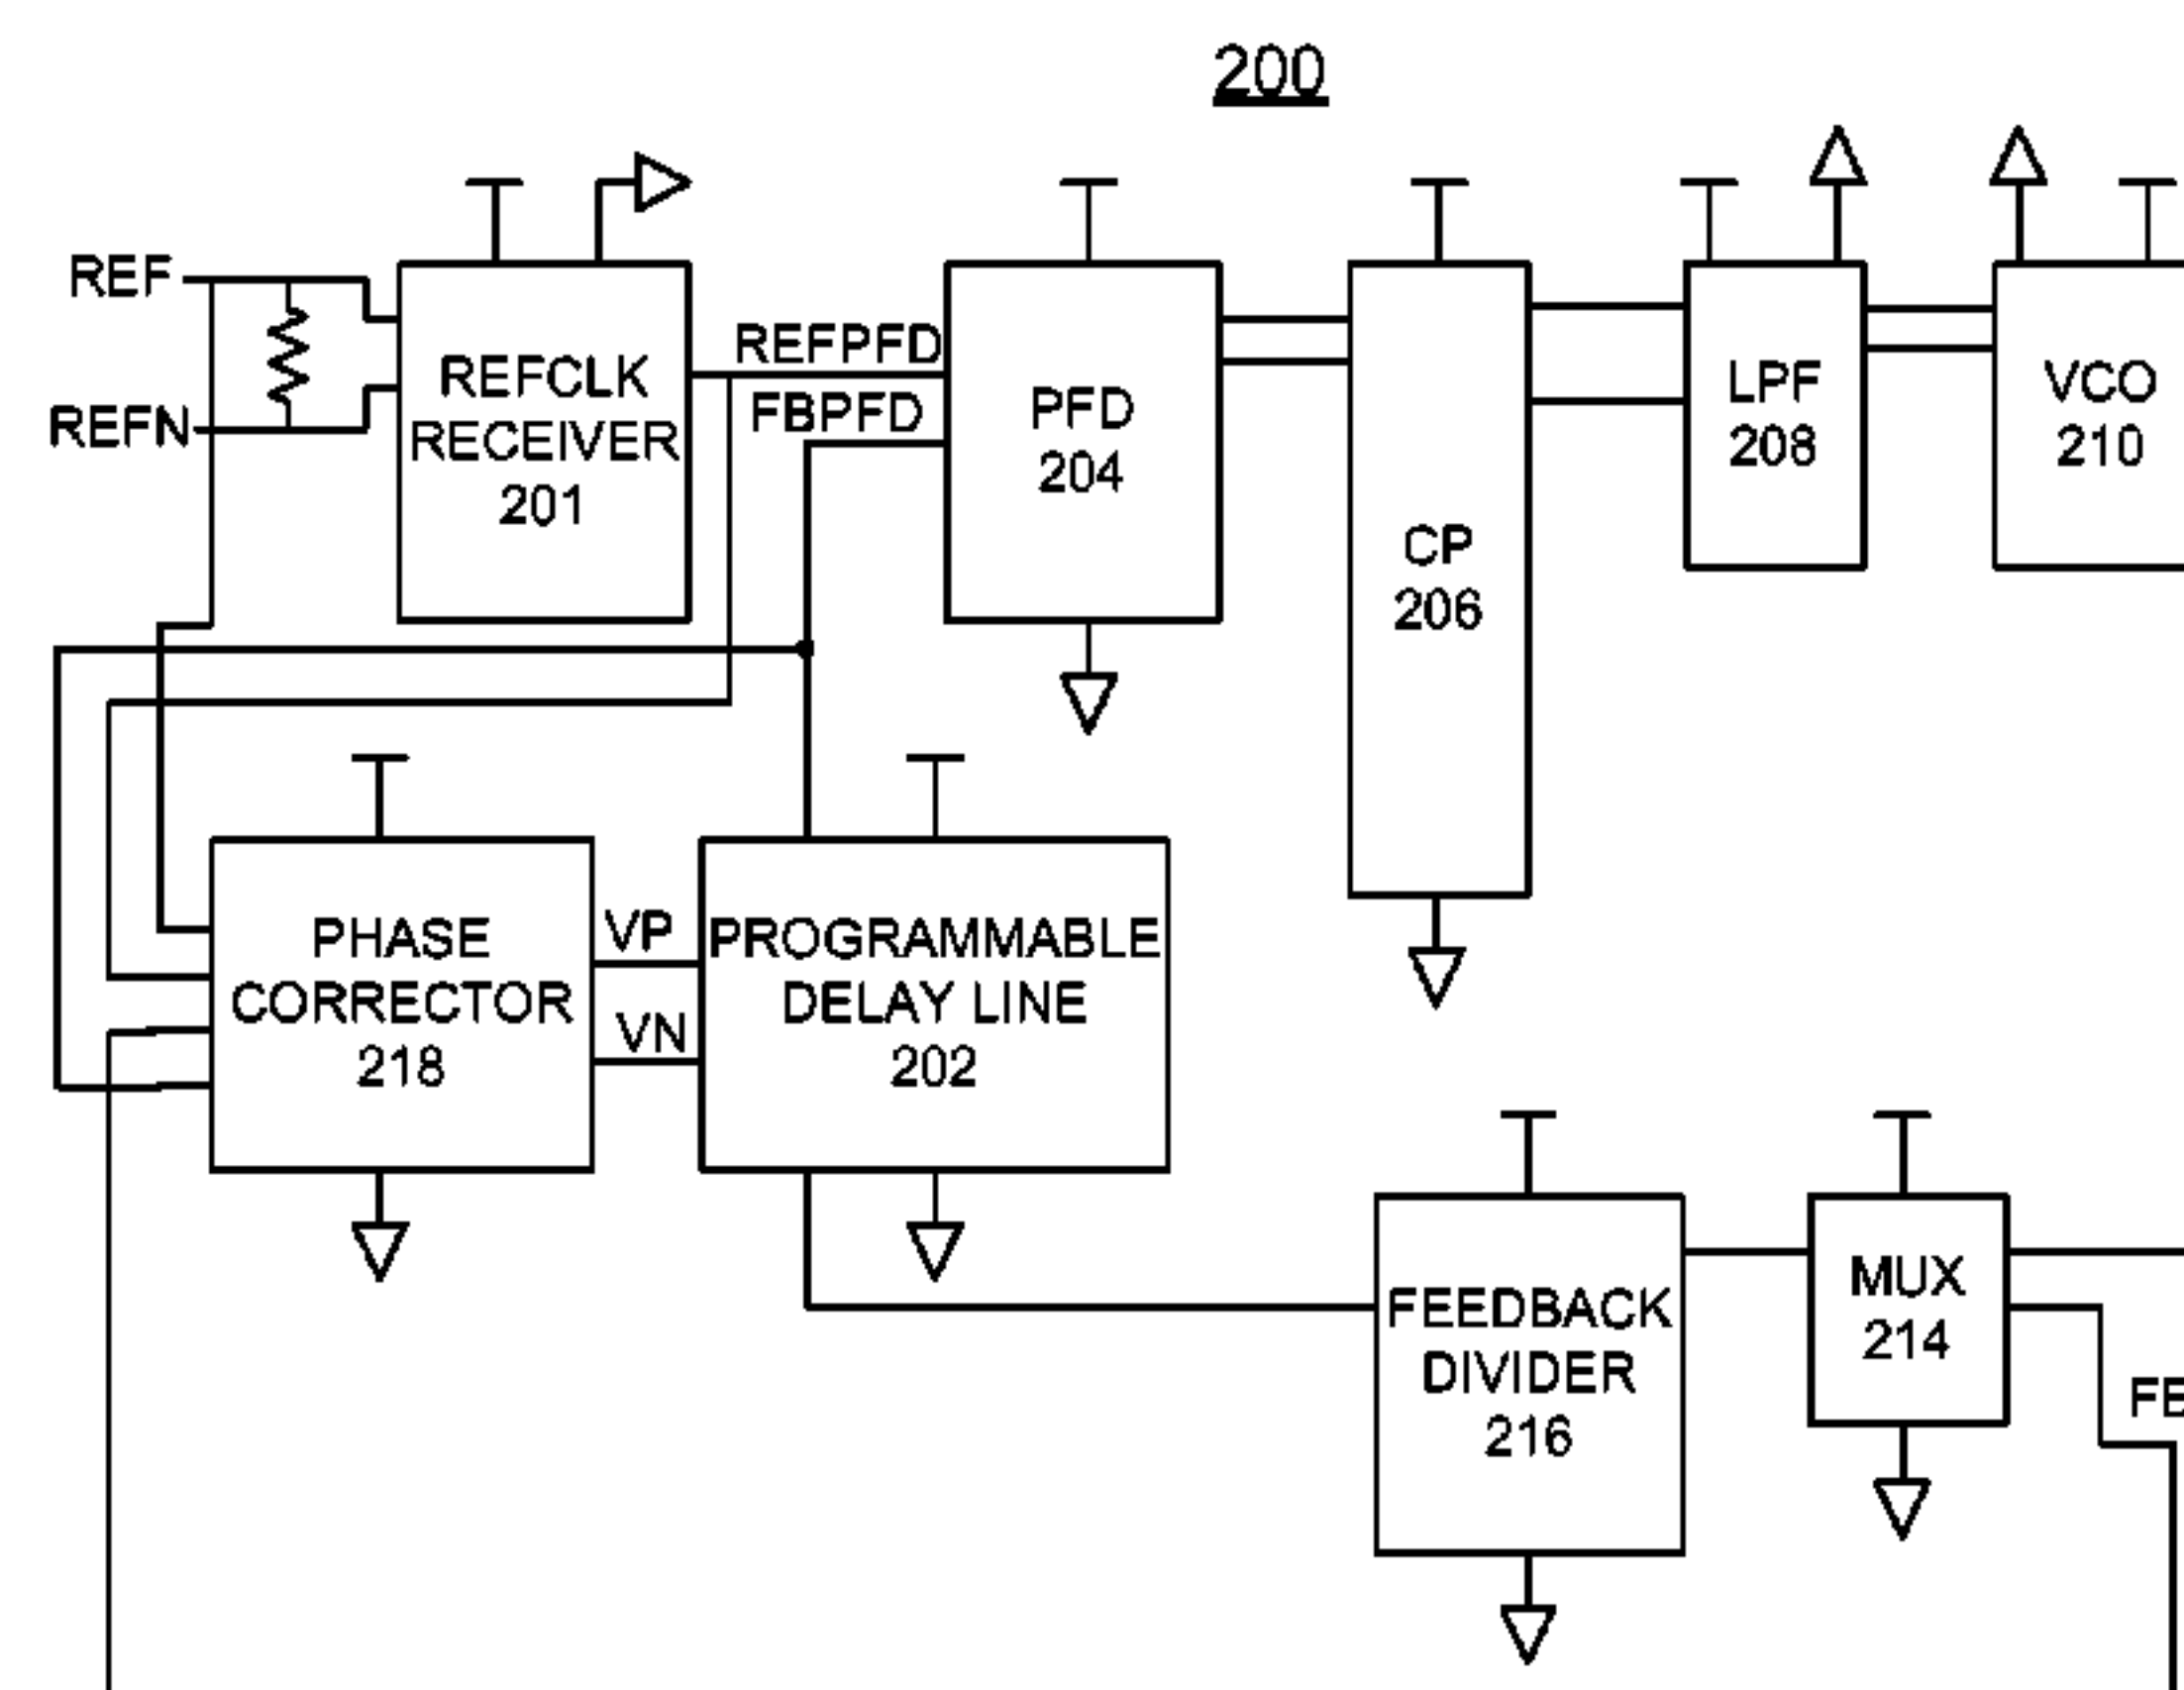 200
REF
REFN
REFCLK
RECEIVER
201
REFPFD
FBPFD
PFD
204
CP
206
LPF
208
VCO
210
PHASE
CORRECTOR
218
VP
VN
PROGRAMMABLE
DELAY LINE
202
FEEDBACK
DIVIDER
216
MUX
214